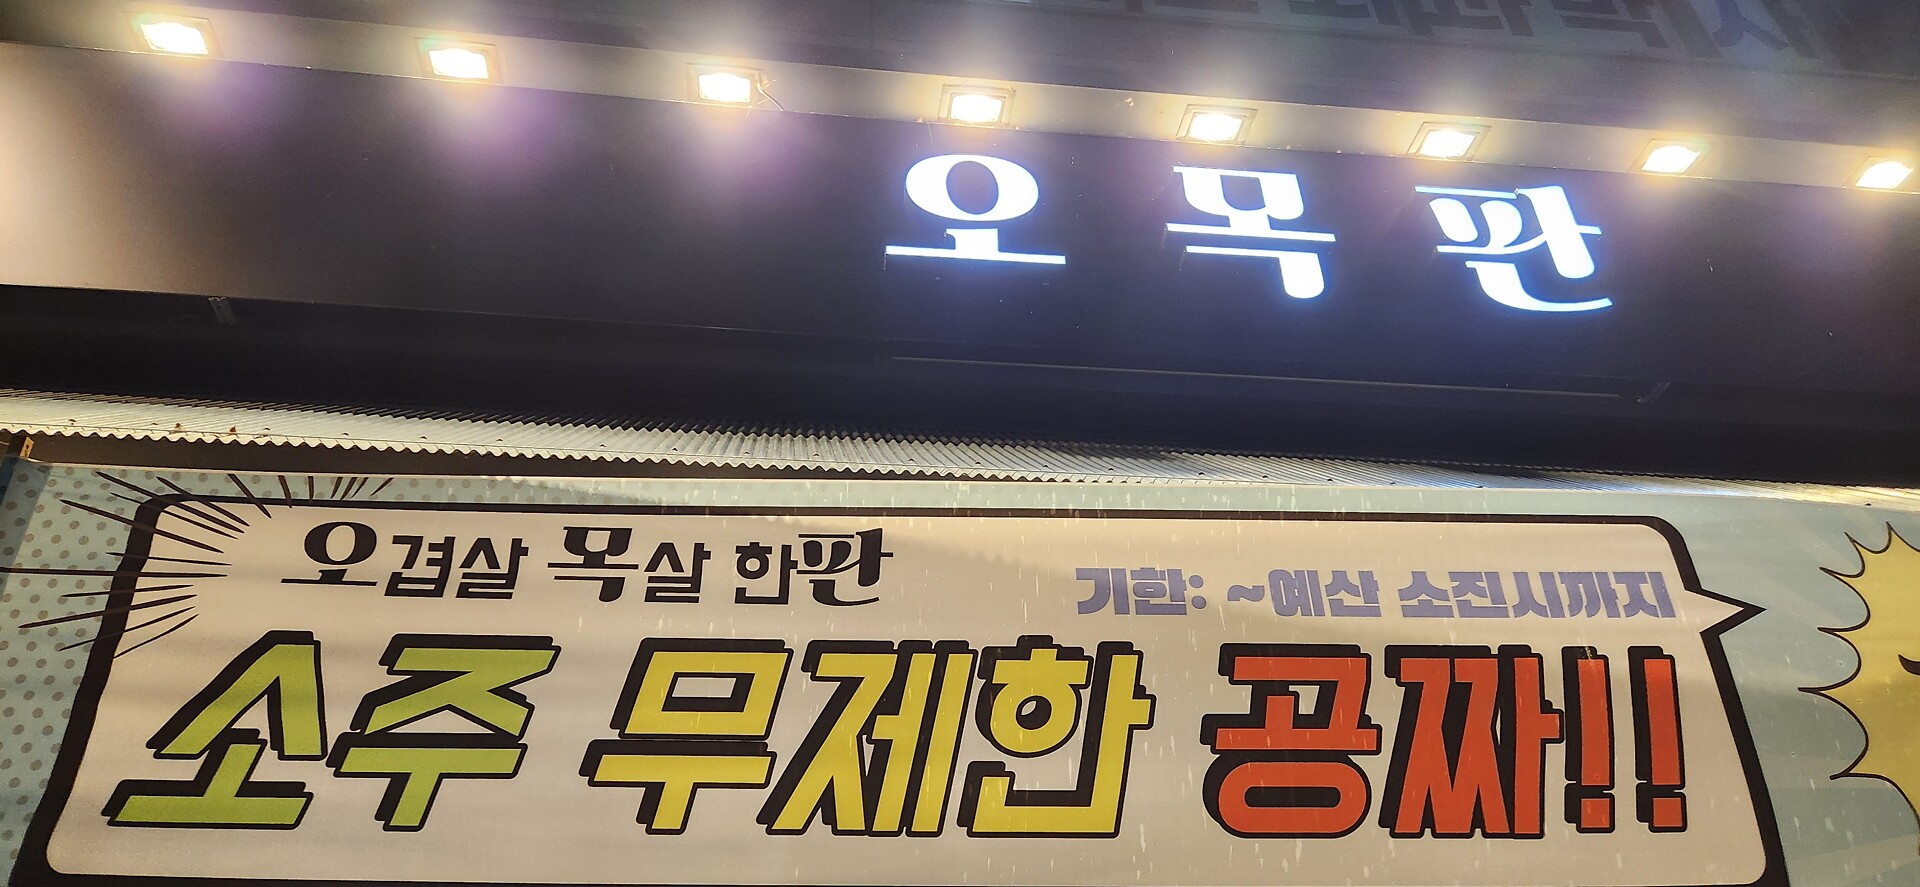 오목판
오겹살 목살 한판
기한: ~예산 소진시까지
소주 무제한 공짜!!